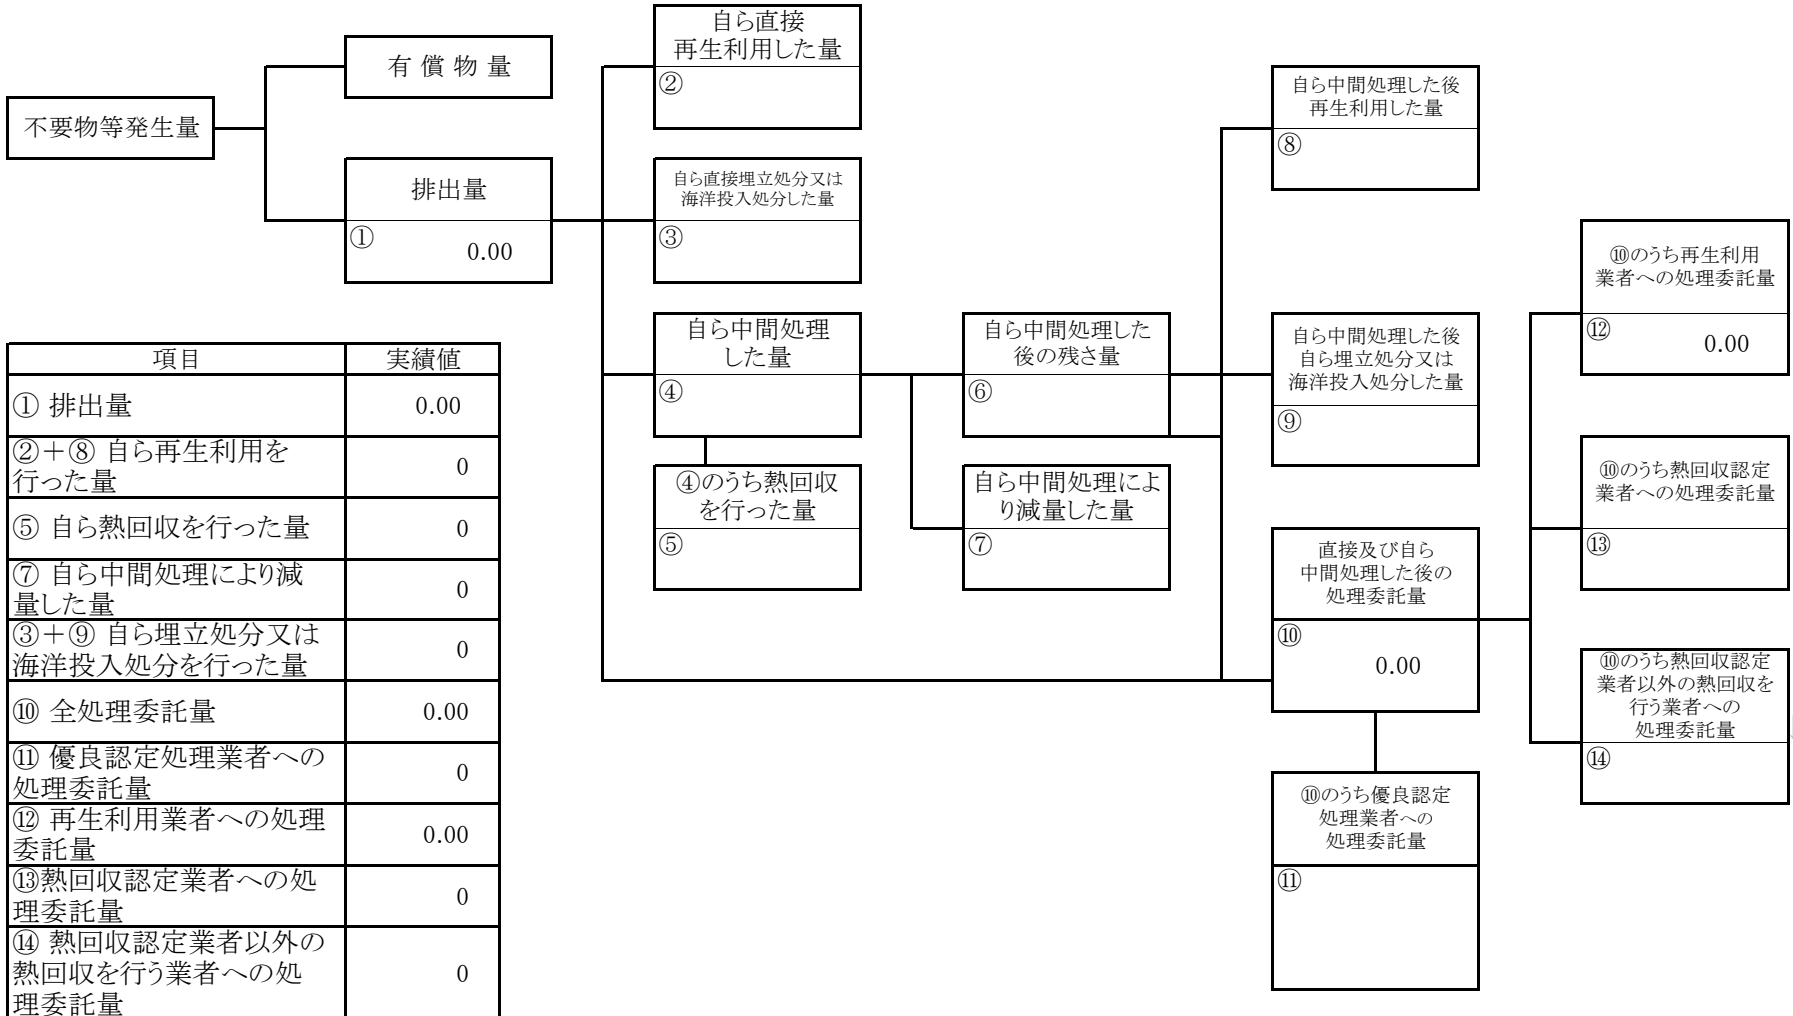 不要物等発生量
有 償 物 量
排出量
①
0.00
自ら直接
再生利用した量
②
自ら直接埋立処分又は
海洋投入処分した量
③
自ら中間処理
した量
④
④のうち熱回収
を行った量
⑤
自ら中間処理した
後の残さ量
⑥
自ら中間処理によ
り減量した量
⑦
自ら中間処理した後
再生利用した量
⑧
自ら中間処理した後
自ら埋立処分又は
海洋投入処分した量
⑨
直接及び自ら
中間処理した後の
処理委託量
⑩
0.00
⑩のうち優良認定
処理業者への
処理委託量
⑪
⑩のうち再生利用
業者への処理委託量
⑫
0.00
⑩のうち熱回収認定
業者への処理委託量
⑬
⑩のうち熱回収認定
業者以外の熱回収を
行う業者への
処理委託量
⑭
項目 実績値
① 排出量 0.00
②＋⑧ 自ら再生利用を
行った量 0
⑤ 自ら熱回収を行った量 0
⑦ 自ら中間処理により減
量した量 0
③＋⑨ 自ら埋立処分又は
海洋投入処分を行った量 0
⑩ 全処理委託量 0.00
⑪ 優良認定処理業者への
処理委託量 0
⑫ 再生利用業者への処理
委託量 0.00
⑬熱回収認定業者への処
理委託量 0
⑭ 熱回収認定業者以外の
熱回収を行う業者への処 0
理委託量